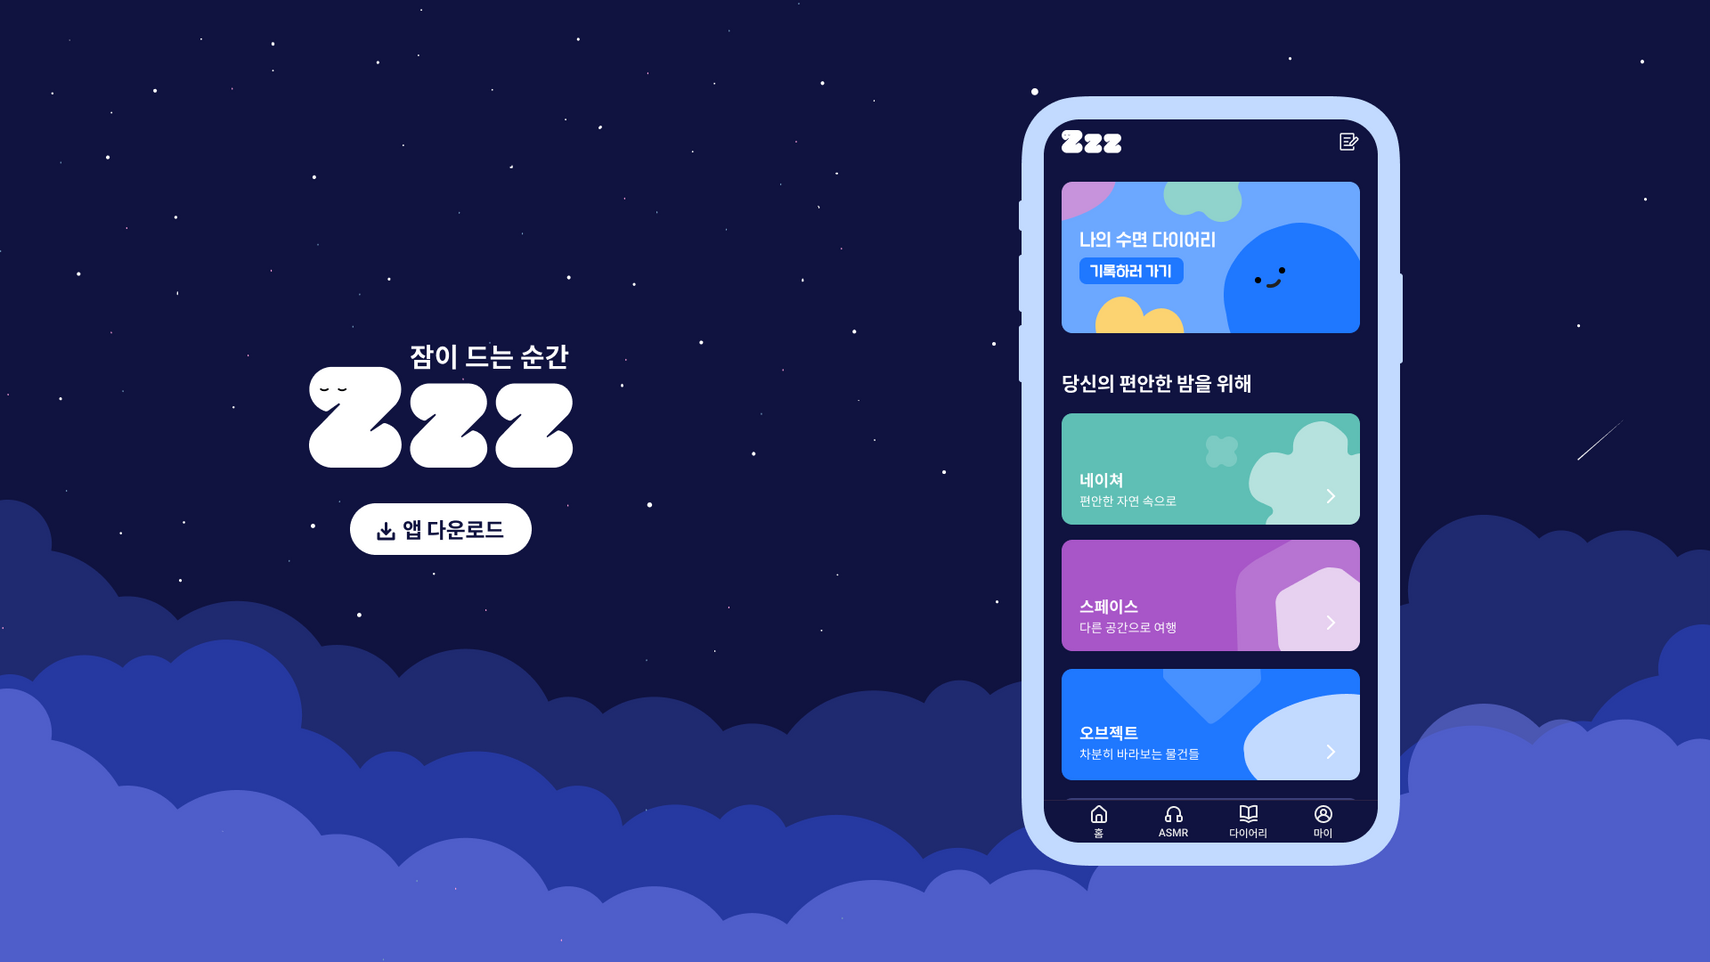 잠이 드는 순간
Zzz
앱 다운로드
Zzz
나의 수면 다이어리
기록하러 가기
당신의 편안한 밤을 위해
네이쳐
편안한 자연 속으로
스페이스
다른 공간으로 여행
오브젝트
차분히 바라보는 물건들
홈 ASMR 다이어리 마이